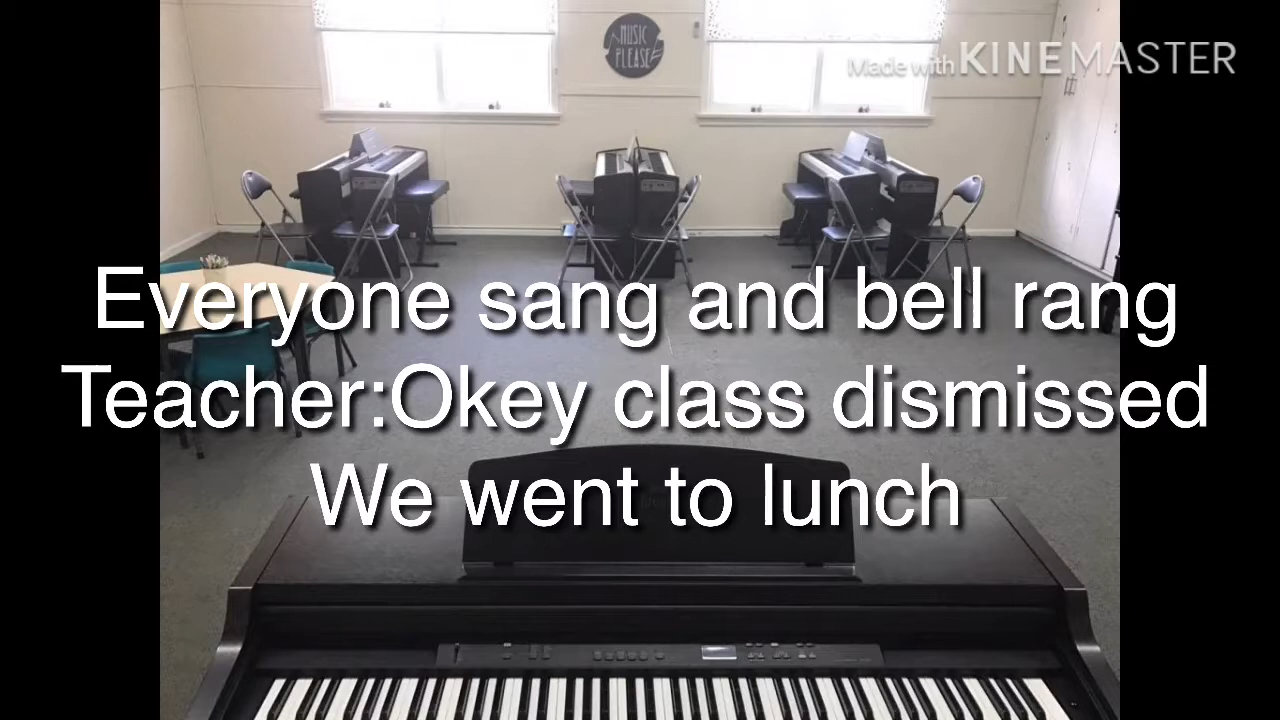 MUSIC
PLEASE
Made with KINEMASTER
Everyone sang and bell rang
Teacher:Okey class dismissed
We went to lunch